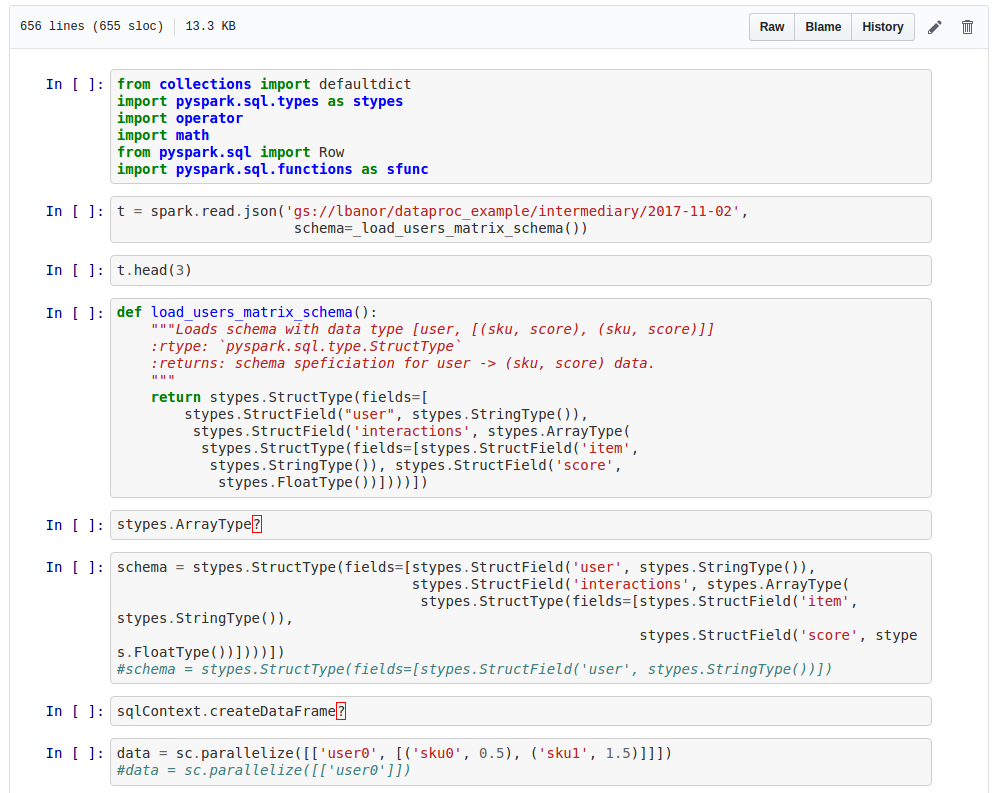 656 lines (655 sloc) 13.3 KB Raw Blame History
In [ ]: from collections import defaultdict
import pyspark.sql.types as stypes
import operator
import math
from pyspark.sql import Row
import pyspark.sql.functions as sfunc
In [ ]: t = spark.read.json('gs://lbanor/dataproc_example/intermediary/2017-11-02',
schema=_load_users_matrix_schema())
In [ ]: t.head(3)
In [ ]: def load_users_matrix_schema():
"""Loads schema with data type [user, [(sku, score), (sku, score)]]
:rtype: `pyspark.sql.type.StructType`
:returns: schema speficiation for user -> (sku, score) data.
"""
return stypes.StructType(fields=[
stypes.StructField("user", stypes.StringType()),
stypes.StructField('interactions', stypes.ArrayType(
stypes.StructType(fields=[stypes.StructField('item',
stypes.StringType()), stypes.StructField('score',
stypes.FloatType())])))])
In [ ]: stypes.ArrayType?
In [ ]: schema = stypes.StructType(fields=[stypes.StructField('user', stypes.StringType()),
stypes.StructField('interactions', stypes.ArrayType(
stypes.StructType(fields=[stypes.StructField('item',
stypes.StringType()),
stypes.StructField('score', stype
s.FloatType())])))])
#schema = stypes.StructType(fields=[stypes.StructField('user', stypes.StringType())])
In [ ]: sqlContext.createDataFrame?
In [ ]: data = sc.parallelize([['user0', [('sku0', 0.5), ('sku1', 1.5)]]])
#data = sc.parallelize([['user0']])